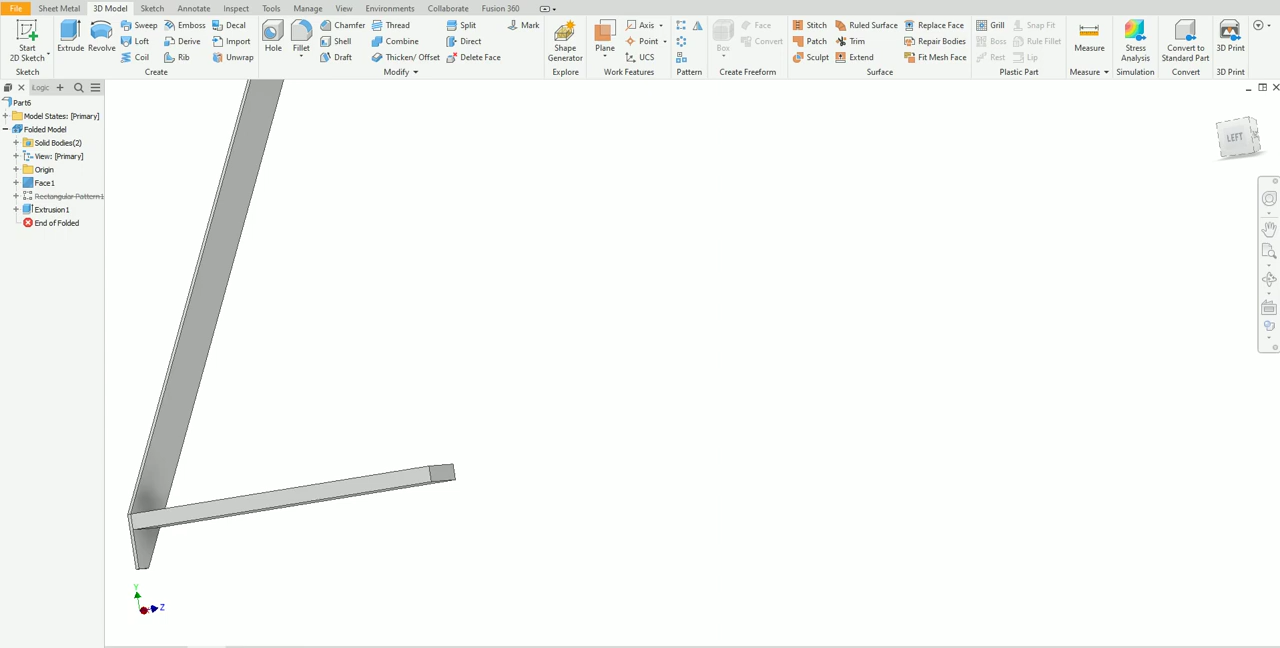 File Sheet Metal 3D Model Sketch Annotate Inspect Tools Manage View Environments Collaborate Fusion 360
Start
2D Sketch
Sketch
Extrude
Revolve
Sweep
Loft
Coil
Emboss
Derive
Rib
Decal
Import
Unwrap
Create
Hole
Fillet
Chamfer
Shell
Draft
Thread
Combine
Thicken/ Offset
Split
Direct
Delete Face
Mark
Modify
Shape
Generator
Explore
Plane
Axis
Point
UCS
Work Features
Pattern
Box
Face
Convert
Create Freeform
Stitch
Patch
Sculpt
Ruled Surface
Trim
Extend
Replace Face
Repair Bodies
Fit Mesh Face
Surface
Grill
Boss
Rest
Snap Fit
Rule Fillet
Lip
Plastic Part
Measure
Measure
Stress
Analysis
Simulation
Convert to
Standard Part
Convert
3D Print
3D Print
Logic
Part6
Model States: [Primary]
Folded Model
Solid Bodies(2)
View: [Primary]
Origin
Face1
Rectangular Pattern1
Extrusion1
End of Folded
LEFT
Y
Z